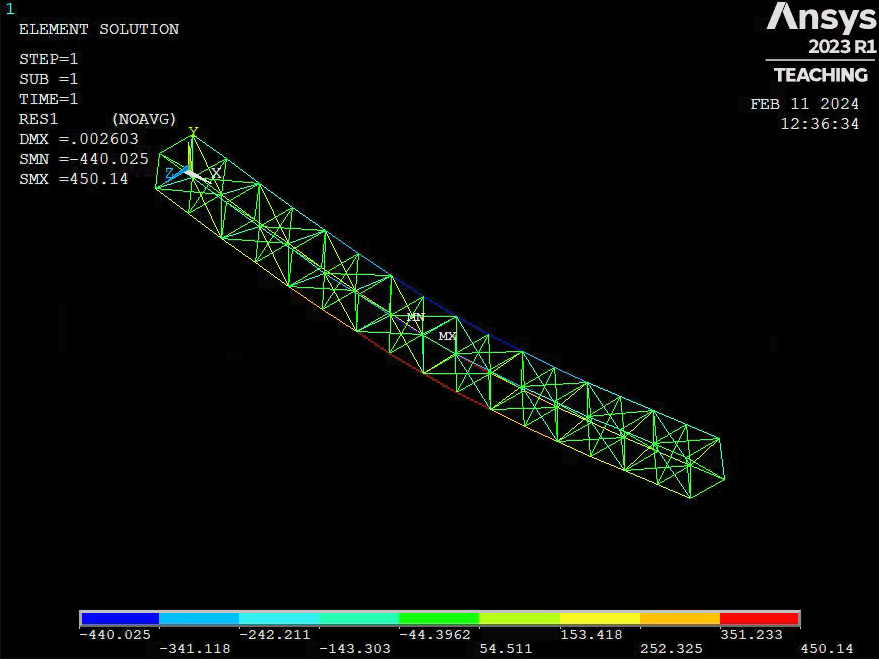 1
ELEMENT SOLUTION
STEP=1
SUB =1
TIME=1
RES1 (NOAVG)
DMX =.002603
SMN =-440.025
SMX =450.14
Ansys
2023 R1
TEACHING
FEB 11 2024
12:36:34
Y
Z X
MN
MX
-440.025 -242.211 -44.3962 153.418 351.233
-341.118 -143.303 54.511 252.325 450.14